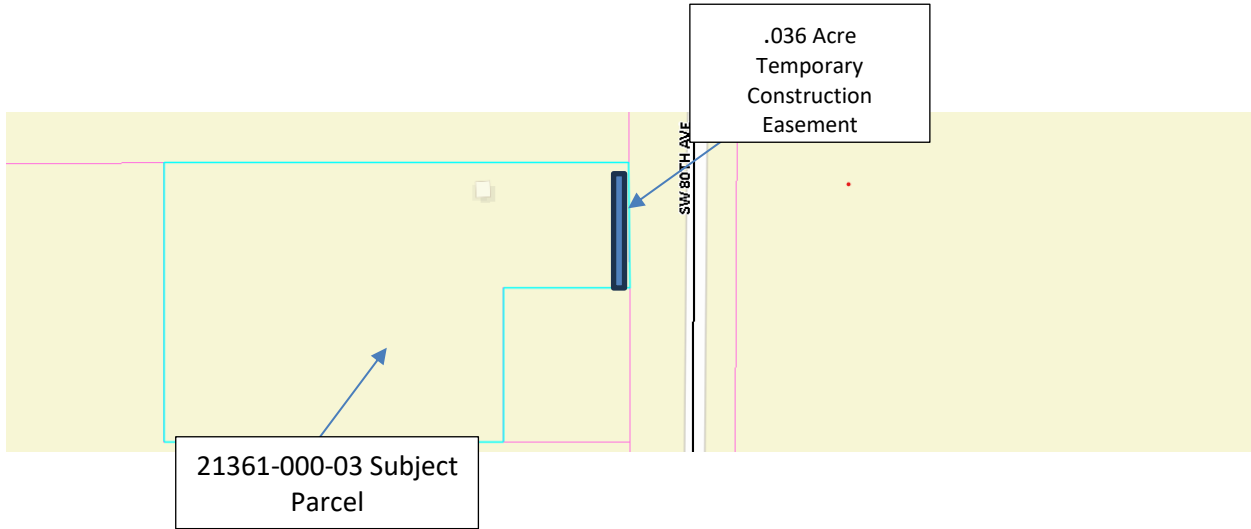 .036 Acre
Temporary
Construction
Easement
SW 80TH AVE
21361-000-03 Subject
Parcel